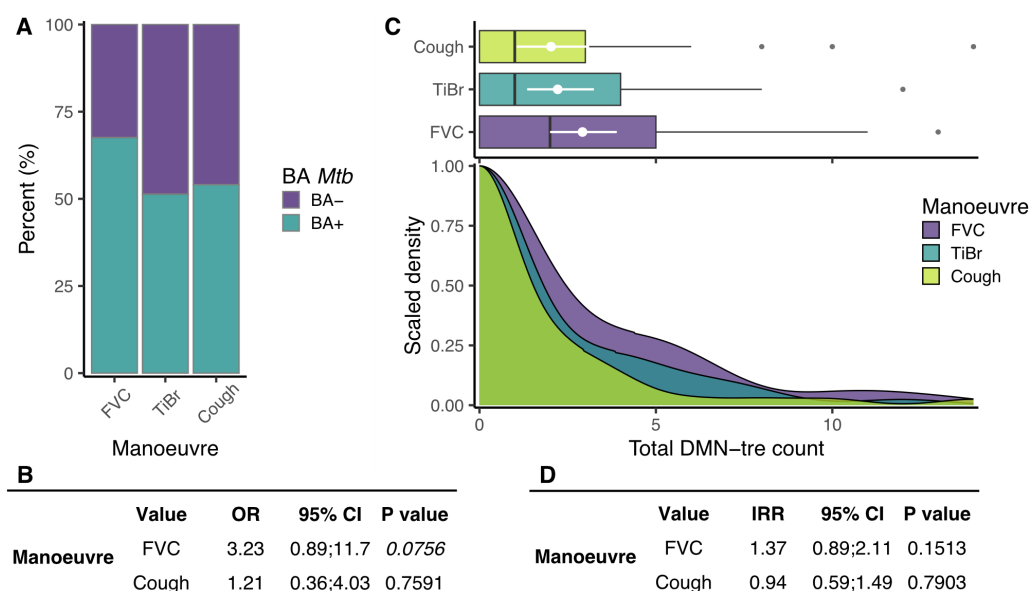 A
100
75
50
25
0
Percent (%)
FVC
TiBr
Cough
Manoeuvre
BA Mtb
BA−
BA+
C
Cough
TiBr
FVC
1.00
0.75
0.50
0.25
0.00
Scaled density
0
5
10
Total DMN−tre count
Manoeuvre
FVC
TiBr
Cough
B
Value OR 95% CI P value
Manoeuvre
FVC 3.23 0.89;11.7 0.0756
Cough 1.21 0.36;4.03 0.7591
D
Value IRR 95% CI P value
Manoeuvre
FVC 1.37 0.89;2.11 0.1513
Cough 0.94 0.59;1.49 0.7903